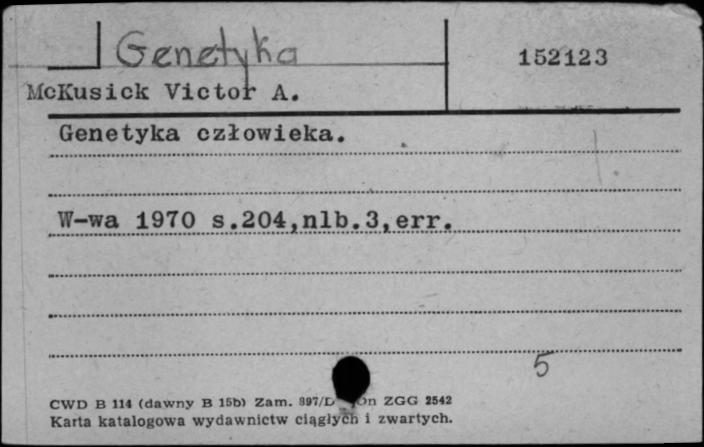 Genetyka
152123
McKusick Victor A.
Genetyka człowieka.
W-wa 1970 s.204,nlb.3,err.
5
CWD B 114 (dawny B 15b) Zam. 897/D ZGG 2542
Karta katalogowa wydawnictw ciągłych i zwartych.